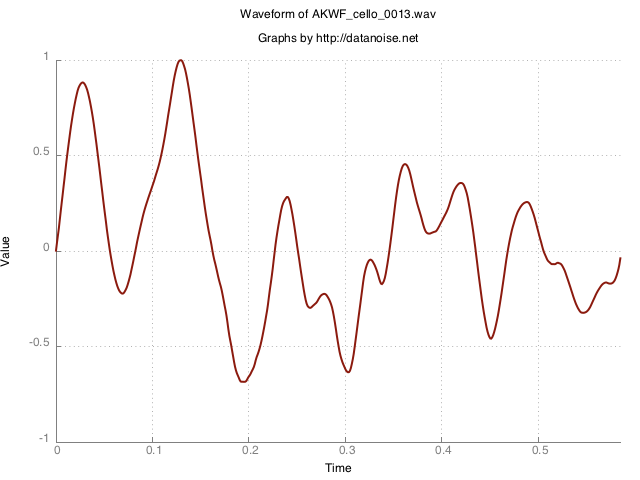 Waveform of AKWF_cello_0013.wav
Graphs by http://datanoise.net
1
0.5
0
-0.5
-1
Value
0 0.1 0.2 0.3 0.4 0.5
Time